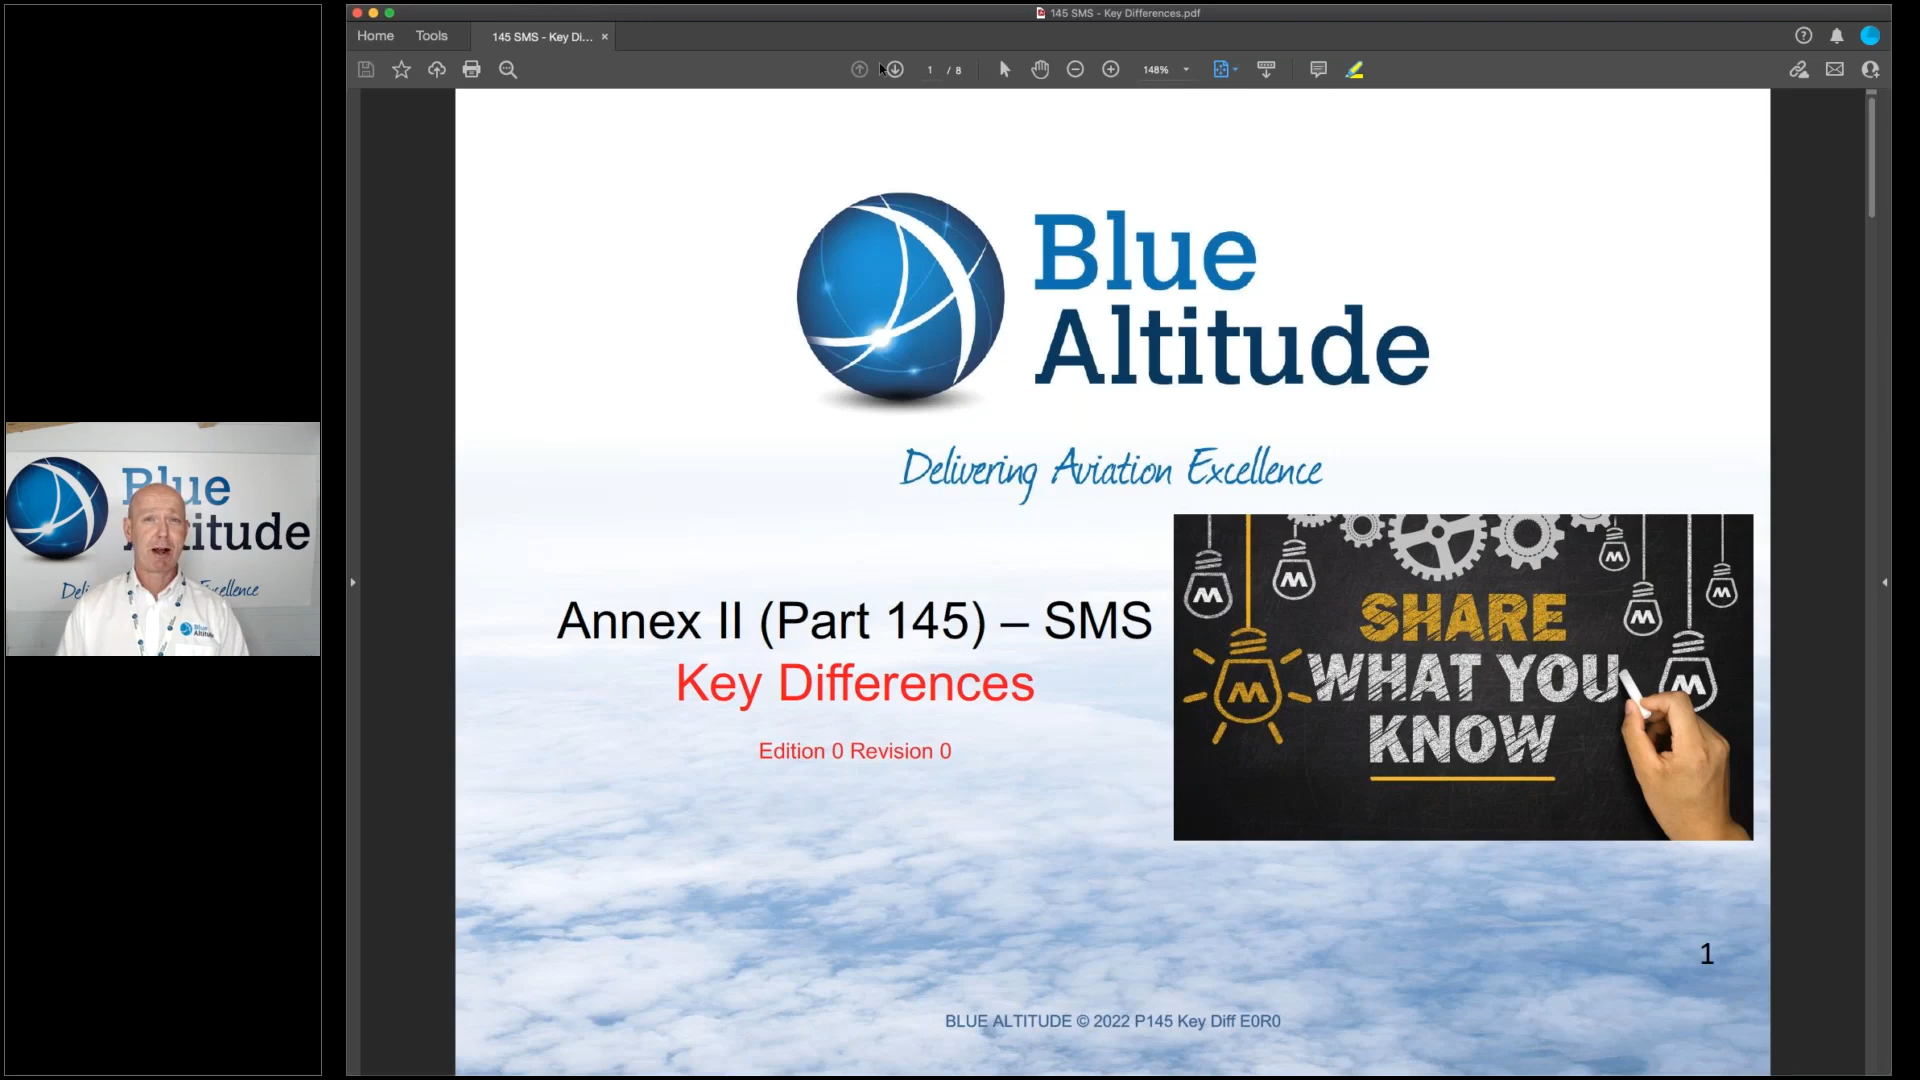 145 SMS - Key Differences.pdf
Home
Tools
145 SMS - Key Di... ×
1 / 8
148%
Blue
Altitude
Delivering Aviation Excellence
Annex II (Part 145) – SMS
Key Differences
Edition 0 Revision 0
SHARE
WHAT YOU
KNOW
1
BLUE ALTITUDE © 2022 P145 Key Diff E0R0
Blue
Altitude